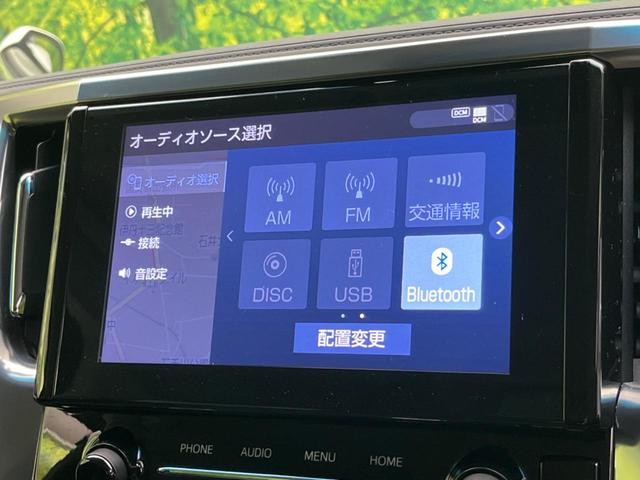 DCM
DCM
オーディオソース選択
オーディオ選択
再生中
接続
音設定
AM
FM
交通情報
DISC
USB
Bluetooth
配置変更
中
PHONE
AUDIO
MENU
HOME